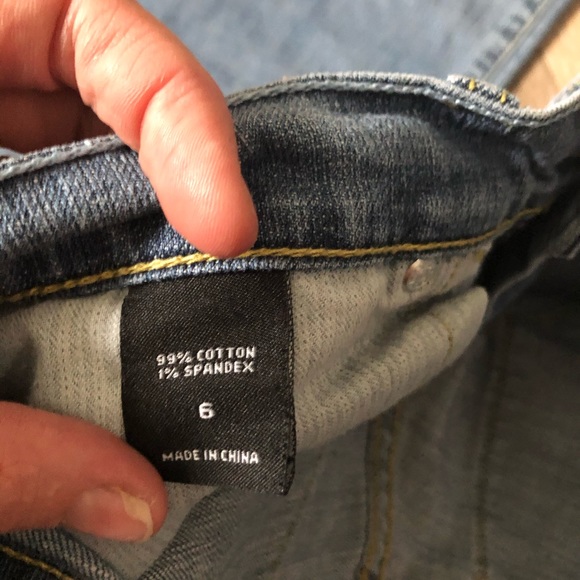 99% COTTON
1% SPANDEX
6
MADE IN CHINA